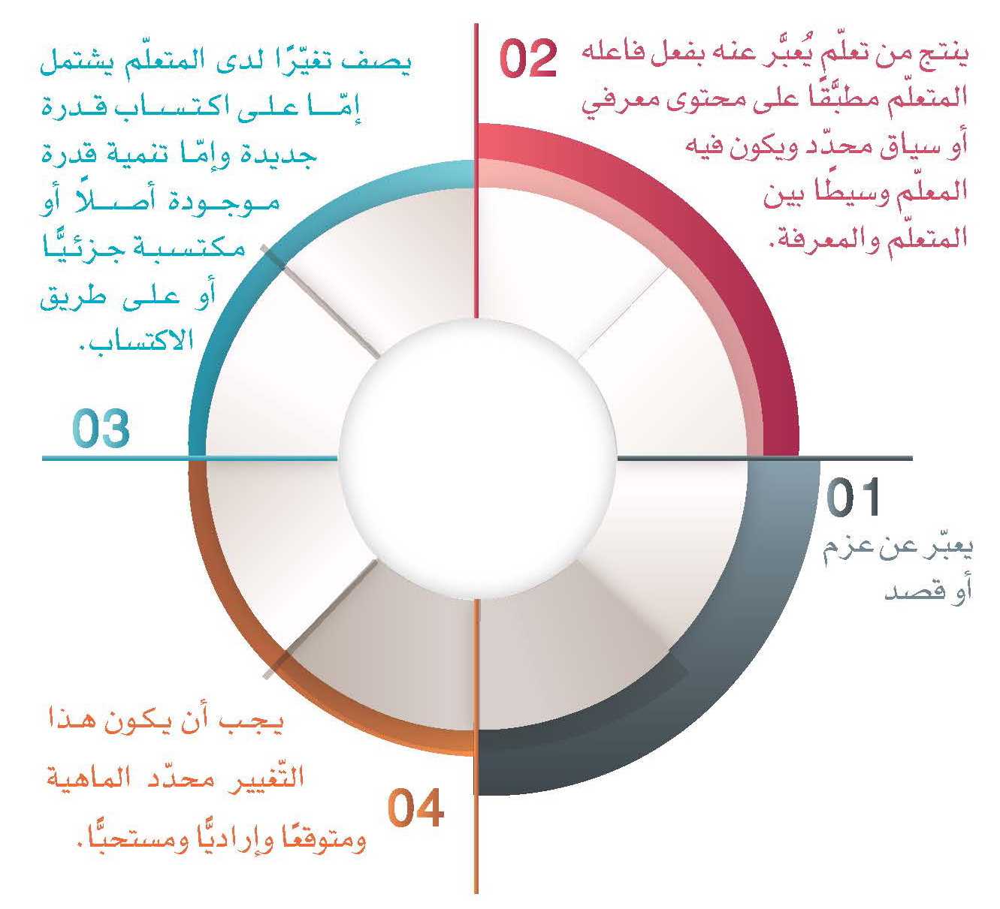 01
يعبّر عن عزم
أو قصد
02
ينتج من تعلّم يُعبَّر عنه بفعل فاعله
المتعلّم مطبَّقًا على محتوى معرفي
أو سياق محدّد ويكون فيه
المعلّم وسيطًا بين
المتعلّم والمعرفة.
03
يصف تغيّرًا لدى المتعلّم يشتمل
إمّا على اكتساب قدرة
جديدة وإمّا تنمية قدرة
موجودة أصلًا أو
مكتسبة جزئيًّا
أو على طريق
الاكتساب.
04
يجب أن يكون هذا
التّغيير محدّد الماهية
ومتوقعًا وإراديًّا ومستحبًّا.